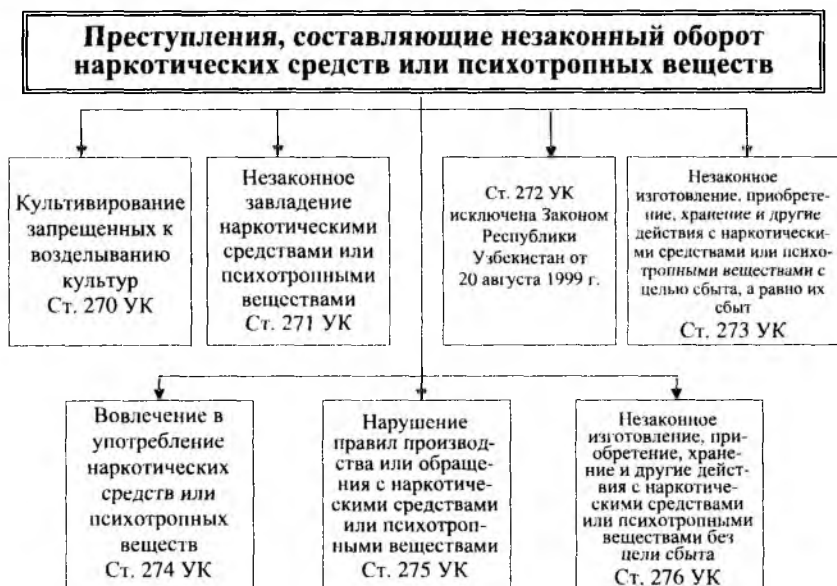 Преступления, составляющие незаконный оборот
наркотических средств или психотропных веществ
Культивирование
запрещенных к
возделыванию
культур
Ст. 270 УК
Незаконное
завладение
наркотическими
средствами или
психотропными
веществами
Ст. 271 УК
Ст. 272 УК
исключена Законом
Республики
Узбекистан от
20 августа 1999 г.
Незаконное
изготовление, приобрете-
ние, хранение и другие
действия с наркотически-
ми средствами или психо-
тропными веществами с
целью сбыта, а равно их
сбыт
Ст. 273 УК
Вовлечение в
употребление
наркотических
средств или
психотропных
веществ
Ст. 274 УК
Нарушение
правил производ-
ства или обраще-
ния с наркотиче-
скими средствами
или психотроп-
ными веществами
Ст. 275 УК
Незаконное
изготовление, при-
обретение, хране-
ние и другие дейст-
вия с наркотиче-
скими средствами
или психотропными
веществами без
цели сбыта
Ст. 276 УК